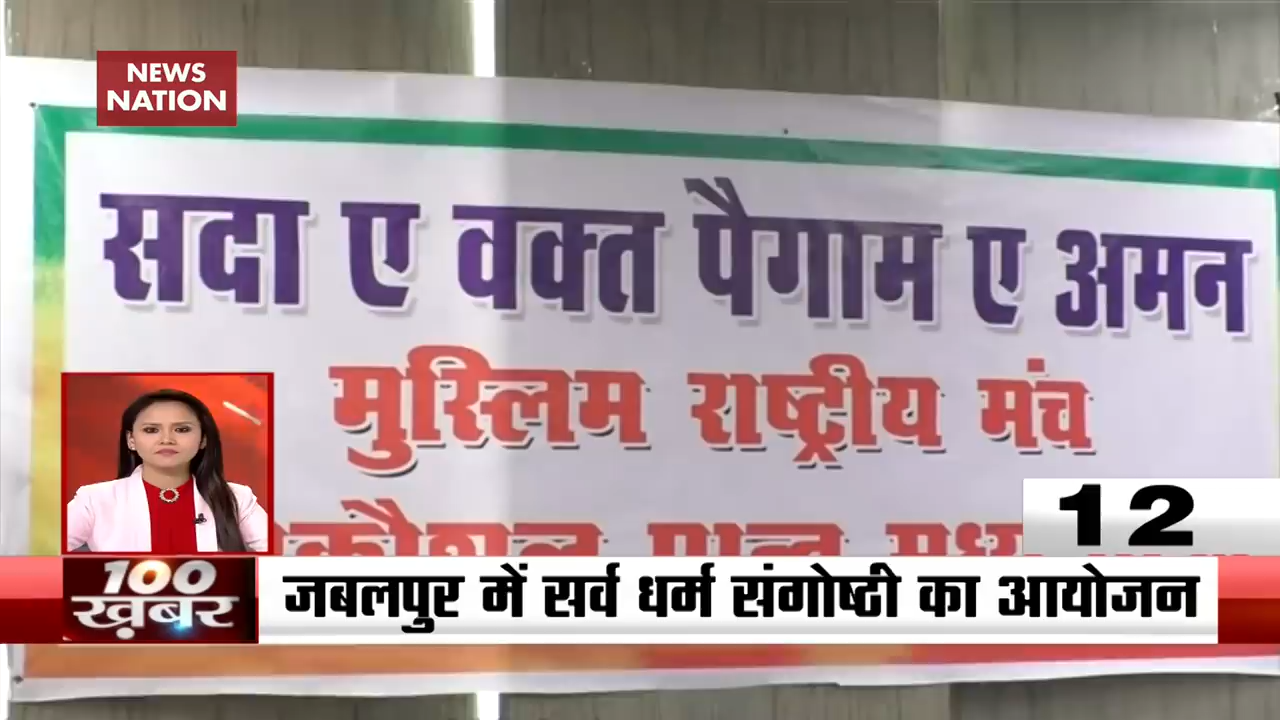 NEWS
NATION
सदा ए वक्त पैगाम ए अमन
मुस्लिम राष्ट्रीय मंच
12
100
ख़बर
जबलपुर में सर्व धर्म संगोष्ठी का आयोजन